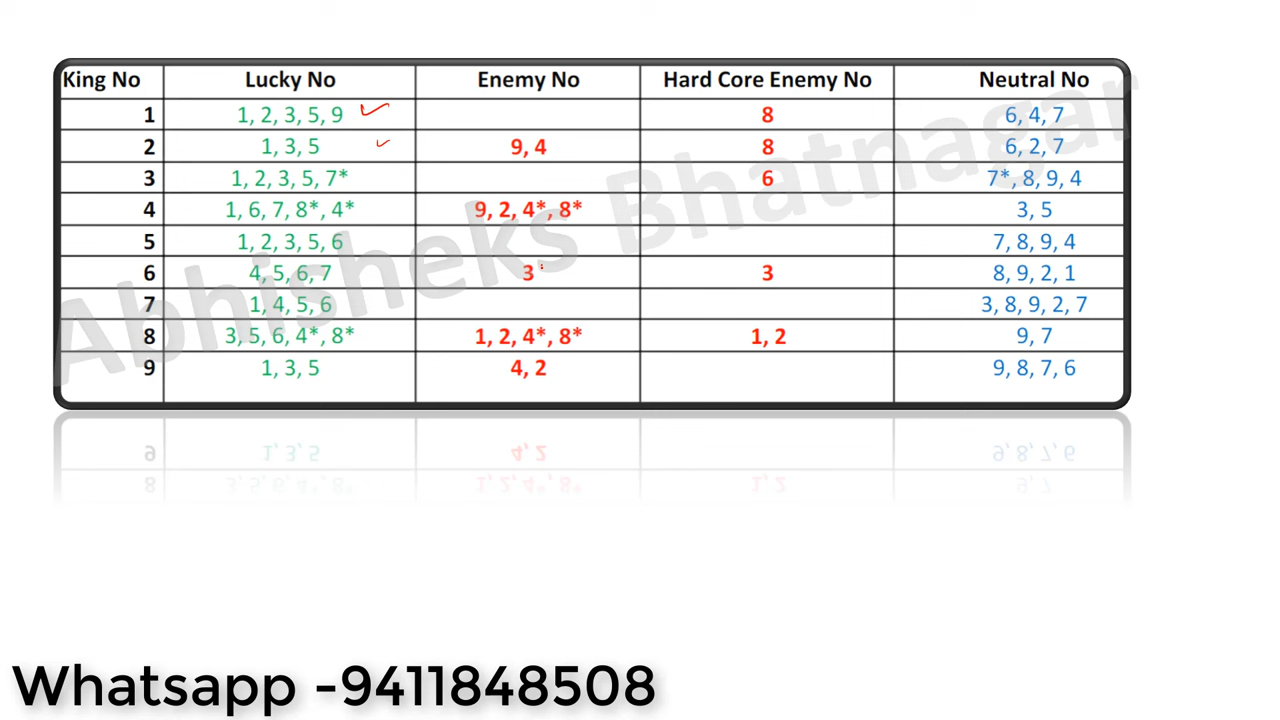 King No Lucky No Enemy No Hard Core Enemy No Neutral No
1 1, 2, 3, 5, 9 8 6, 4, 7
2 1, 3, 5 9, 4 8 6, 2, 7
3 1, 2, 3, 5, 7* 6 7*, 8, 9, 4
4 1, 6, 7, 8*, 4* 9, 2, 4*, 8* 3, 5
5 1, 2, 3, 5, 6 7, 8, 9, 4
6 4, 5, 6, 7 3 3 8, 9, 2, 1
7 1, 4, 5, 6 3, 8, 9, 2, 7
8 3, 5, 6, 4*, 8* 1, 2, 4*, 8* 1, 2 9, 7
9 1, 3, 5 4, 2 9, 8, 7, 6
Abhisheks Bhatnagar
Whatsapp -9411848508